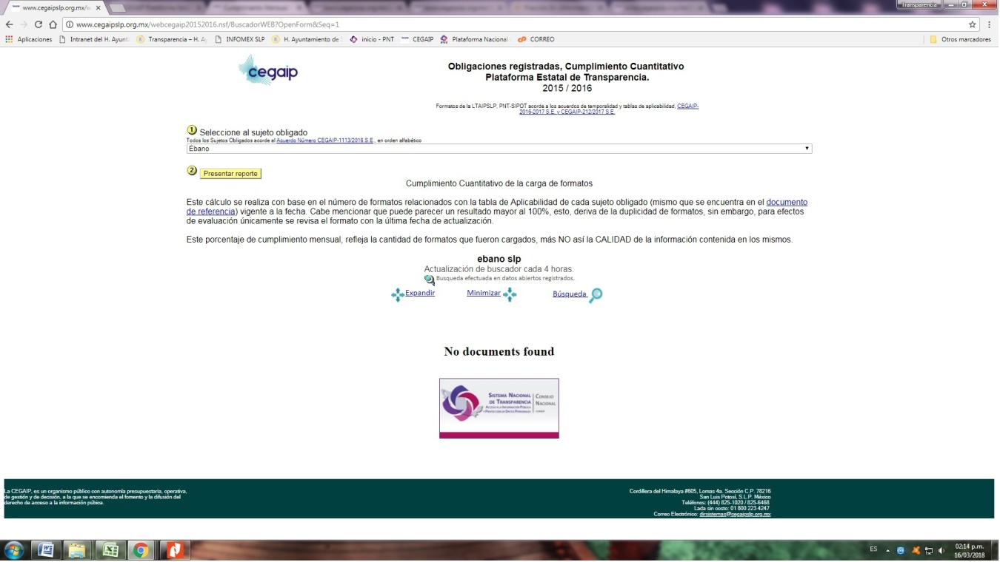 www.cegaipslp.org.mx/
Transparencia
www.cegaipslp.org.mx/webcegaip20152016.nsf/BuscadorWEB?OpenForm&Seq=1
Aplicaciones Intranet del H. Ayunt. Transparencia – H. Ay INFOMEX SLP H. Ayuntamiento de inicio - PNT CEGAIP Plataforma Nacional CORREO Otros marcadores
cegaip
Obligaciones registradas, Cumplimiento Cuantitativo
Plataforma Estatal de Transparencia.
2015 / 2016
Formatos de la LTAIPSLP, PNT-SIPOT acorde a los acuerdos de temporalidad y tablas de aplicabilidad, CEGAIP-
2016-2017 S.E. y CEGAIP-212/2017 S.E.
1 Seleccione al sujeto obligado
Todos los Sujetos Obligados acorde al Acuerdo Número CEGAIP-1113/2016 S.E., en orden alfabético
Ebano
2 Presentar reporte
Cumplimiento Cuantitativo de la carga de formatos
Este cálculo se realiza con base en el número de formatos relacionados con la tabla de Aplicabilidad de cada sujeto obligado (mismo que se encuentra en el documento
de referencia) vigente a la fecha. Cabe mencionar que puede parecer un resultado mayor al 100%, esto, deriva de la duplicidad de formatos, sin embargo, para efectos
de evaluación únicamente se revisa el formato con la última fecha de actualización.
Este porcentaje de cumplimiento mensual, refleja la cantidad de formatos que fueron cargados, más NO así la CALIDAD de la información contenida en los mismos.
ebano slp
Actualización de buscador cada 4 horas.
Busqueda efectuada en datos abiertos registrados.
Expandir Minimizar Búsqueda
No documents found
SISTEMA NACIONAL
DE TRANSPARENCIA
ACCESO A LA INFORMACIÓN PÚBLICA
Y PROTECCIÓN DE DATOS PERSONALES
CONSEJO
NACIONAL
La CEGAIP, es un organismo público con autonomía presupuestaria, operativa,
de gestión y de decisión, a la que se encomienda el fomento y la difusión del
derecho de acceso a la información púbica.
Cordillera del Himalaya #605, Lomas 4a. Sección C.P. 78216
San Luis Potosí, S.L.P. México
Teléfonos: (444) 825-1020 / 825-6468
Lada sin costo: 01 800 223 4247
Correo Electrónico: dirsistemas@cegaipslp.org.mx
ES
02:14 p.m.
16/03/2018